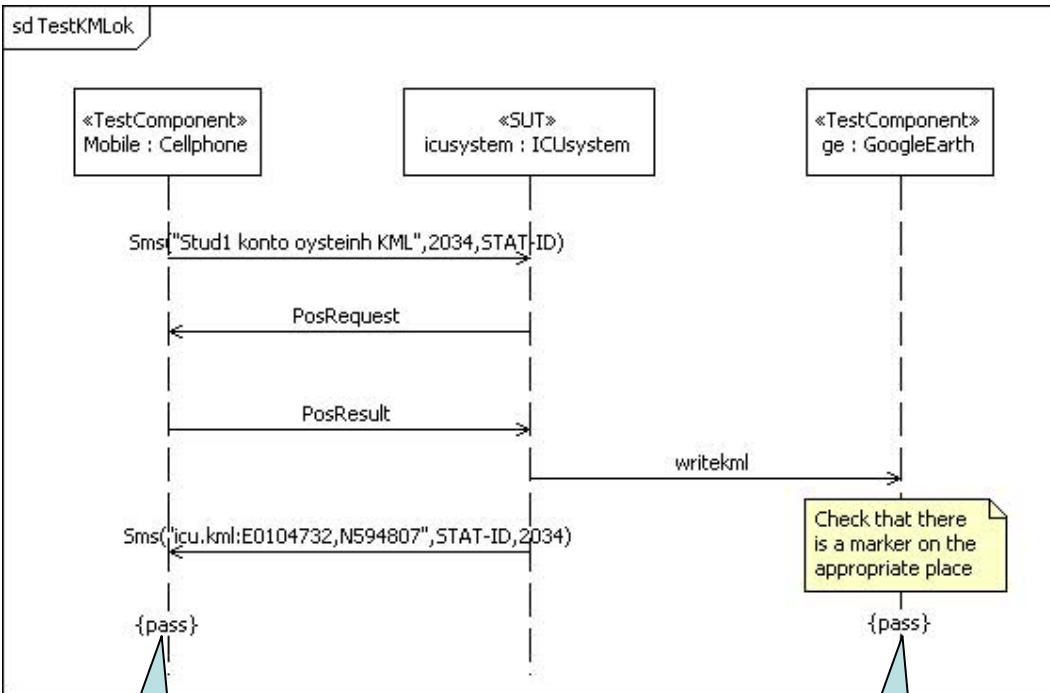 sd TestKMLok
«TestComponent»
Mobile : Cellphone
«SUT»
icusystem : ICUsystem
«TestComponent»
ge : GoogleEarth
Sms("Stud1 konto oysteinh KML",2034,STAT-ID)
PosRequest
PosResult
writekml
Sms("icu.kml:E0104732,N594807",STAT-ID,2034)
Check that there
is a marker on the
appropriate place
{pass}
{pass}